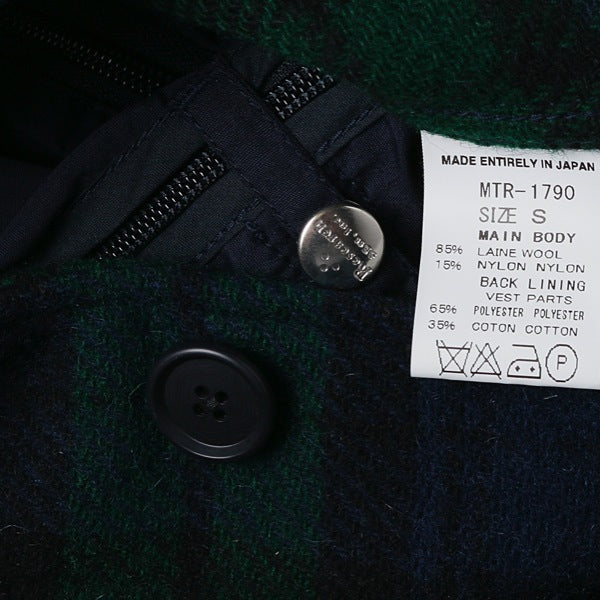 MADE ENTIRELY IN JAPAN
MTR-1790
SIZE S
MAIN BODY
85% LAINE WOOL
15% NYLON NYLON
BACK LINING
VEST PARTS
65% POLYESTER POLYESTER
35% COTON COTTON
P
Research